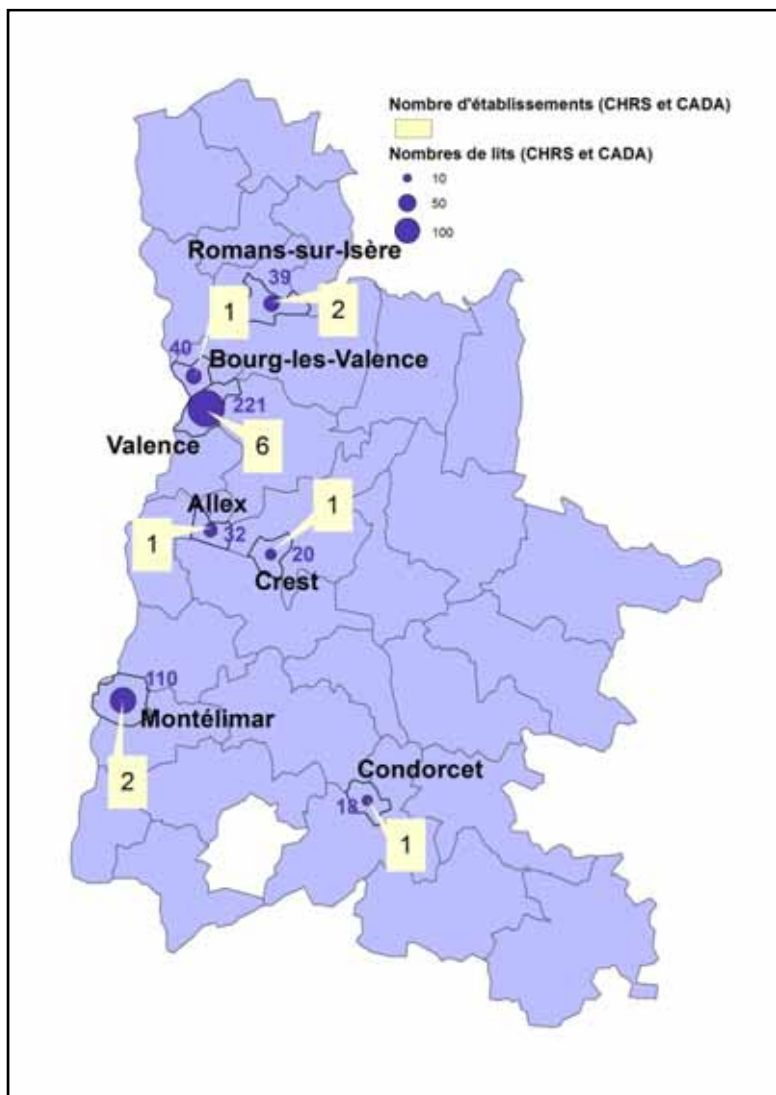 Nombre d'établissements (CHRS et CADA)
Nombres de lits (CHRS et CADA)
10
50
100
Romans-sur-Isère
39
1
2
40
Bourg-les-Valence
221
Valence
6
Allex
1
1
32
20
Crest
110
Montélimar
2
Condorcet
18
1